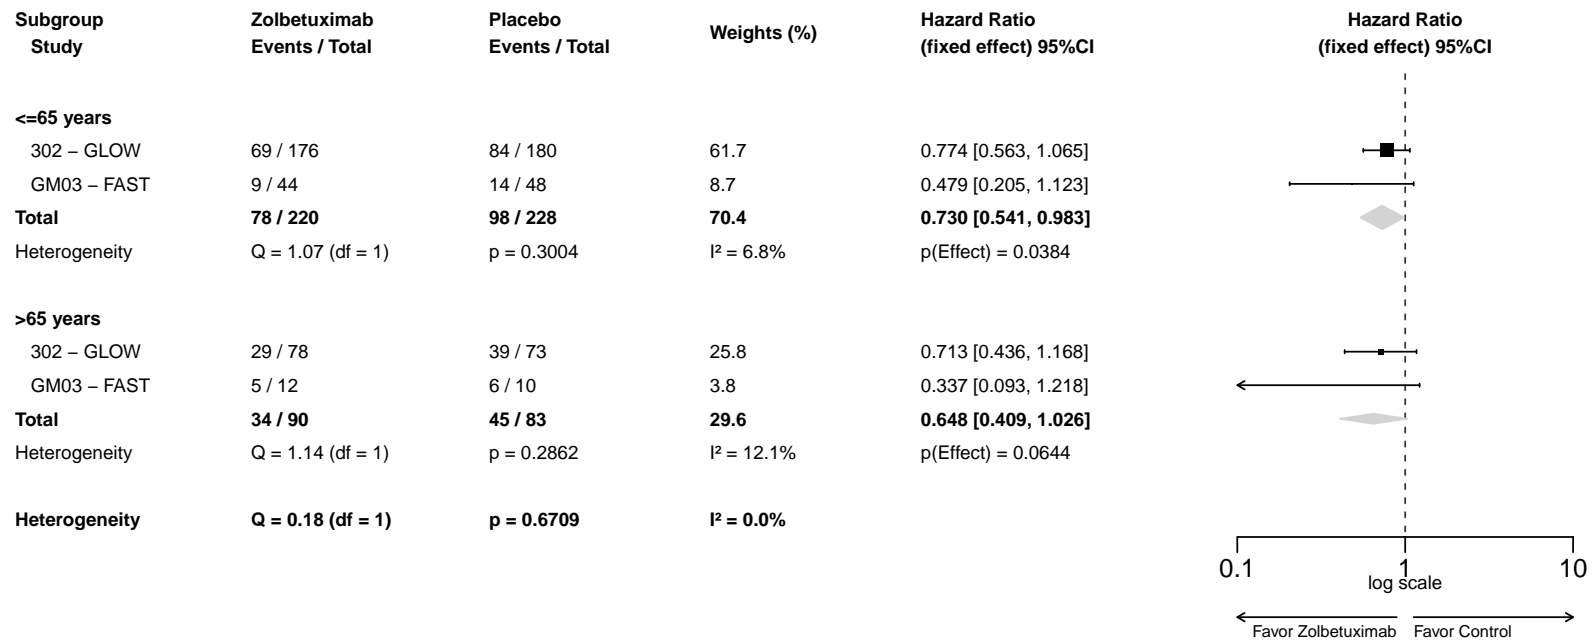 Subgroup Zolbetuximab Placebo Weights (%) Hazard Ratio Hazard Ratio
Study Events / Total Events / Total (fixed effect) 95%CI (fixed effect) 95%CI
<=65 years
302 – GLOW 69 / 176 84 / 180 61.7 0.774 [0.563, 1.065]
GM03 – FAST 9 / 44 14 / 48 8.7 0.479 [0.205, 1.123]
Total 78 / 220 98 / 228 70.4 0.730 [0.541, 0.983]
Heterogeneity Q = 1.07 (df = 1) p = 0.3004 I² = 6.8% p(Effect) = 0.0384
>65 years
302 – GLOW 29 / 78 39 / 73 25.8 0.713 [0.436, 1.168]
GM03 – FAST 5 / 12 6 / 10 3.8 0.337 [0.093, 1.218]
Total 34 / 90 45 / 83 29.6 0.648 [0.409, 1.026]
Heterogeneity Q = 1.14 (df = 1) p = 0.2862 I² = 12.1% p(Effect) = 0.0644
Heterogeneity Q = 0.18 (df = 1) p = 0.6709 I² = 0.0%
0.1 1 10
log scale
Favor Zolbetuximab Favor Control